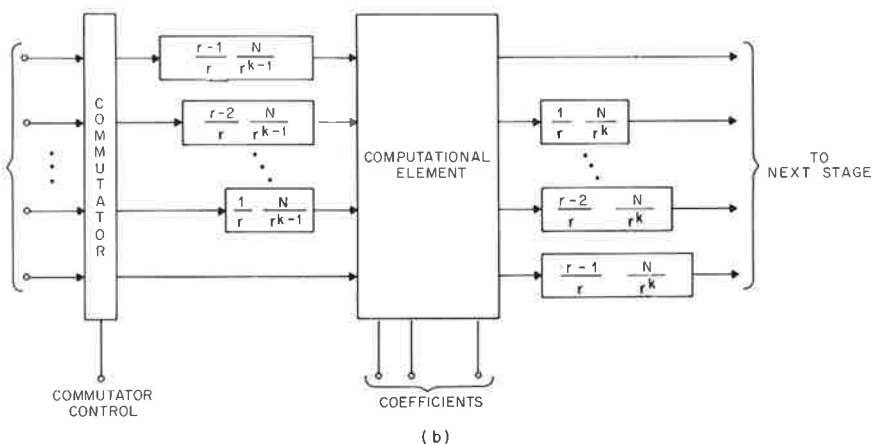 COMMUTATOR
r-1 N
r r^k-1
r-2 N
r r^k-1
1 N
r r^k-1
COMPUTATIONAL
ELEMENT
1 N
r r^k
r-2 N
r r^k
r-1 N
r r^k
TO
NEXT STAGE
COMMUTATOR
CONTROL
COEFFICIENTS
(b)